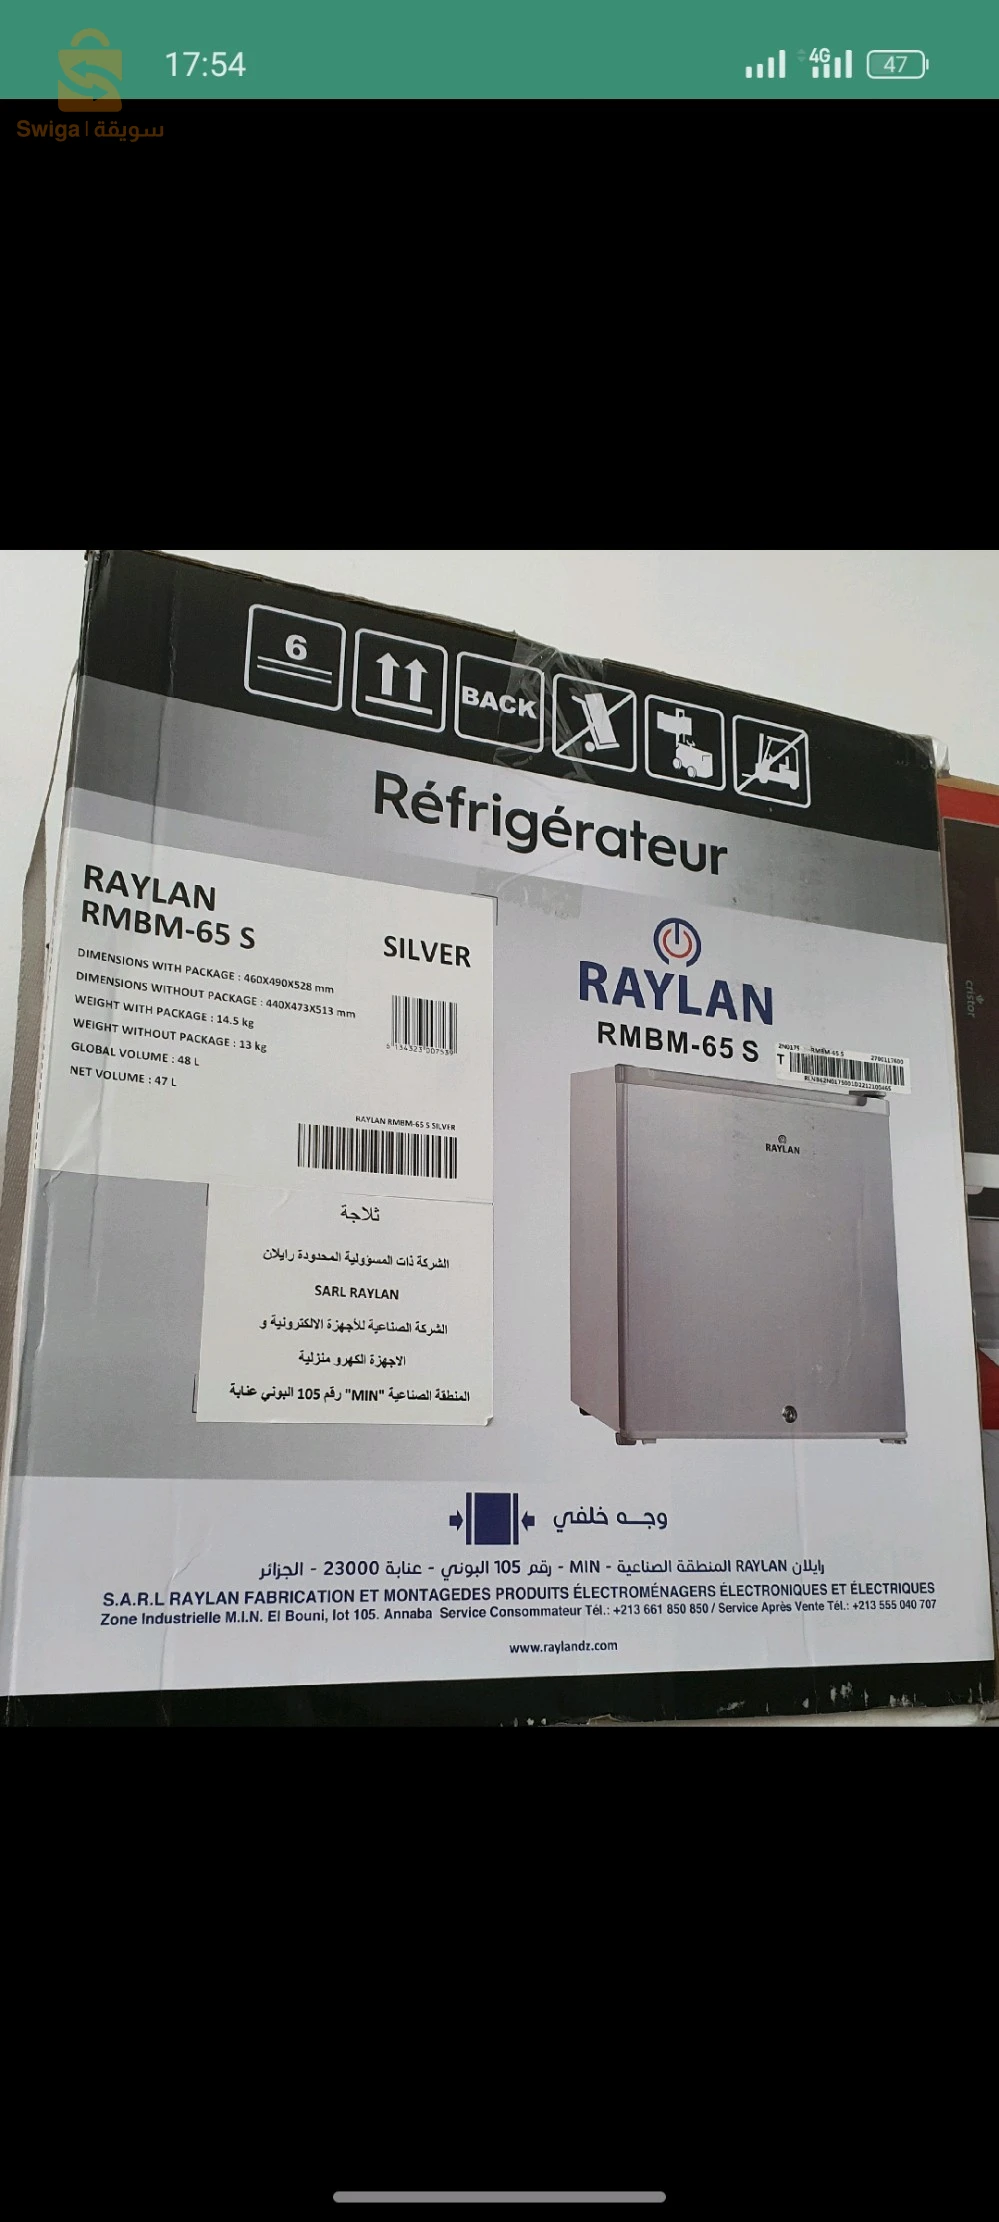 17:54
4G
47
Swiga | سويقة
6
BACK
Réfrigérateur
RAYLAN
RMBM-65 S
SILVER
DIMENSIONS WITH PACKAGE : 460X490X528 mm
DIMENSIONS WITHOUT PACKAGE : 440X473X513 mm
WEIGHT WITH PACKAGE : 14.5 kg
WEIGHT WITHOUT PACKAGE : 13 kg
GLOBAL VOLUME : 48 L
NET VOLUME : 47 L
RAYLAN RMBM-65 S SILVER
RAYLAN
RMBM-65 S
T
RAYLAN
cristor
ثلاجة
الشركة ذات المسؤولية المحدودة رايلان
SARL RAYLAN
الشركة الصناعية للأجهزة الالكترونية و
الاجهزة الكهرو منزلية
المنطقة الصناعية "MIN" رقم 105 البوني عنابة
وجه خلفي
رايلان RAYLAN المنطقة الصناعية - MIN - رقم 105 البوني - عنابة 23000 - الجزائر
S.A.R.L RAYLAN FABRICATION ET MONTAGEDES PRODUITS ÉLECTROMÉNAGERS ÉLECTRONIQUES ET ÉLECTRIQUES
Zone Industrielle M.I.N. El Bouni, lot 105. Annaba Service Consommateur Tél.: +213 661 850 850 / Service Après Vente Tél.: +213 555 040 707
www.raylandz.com